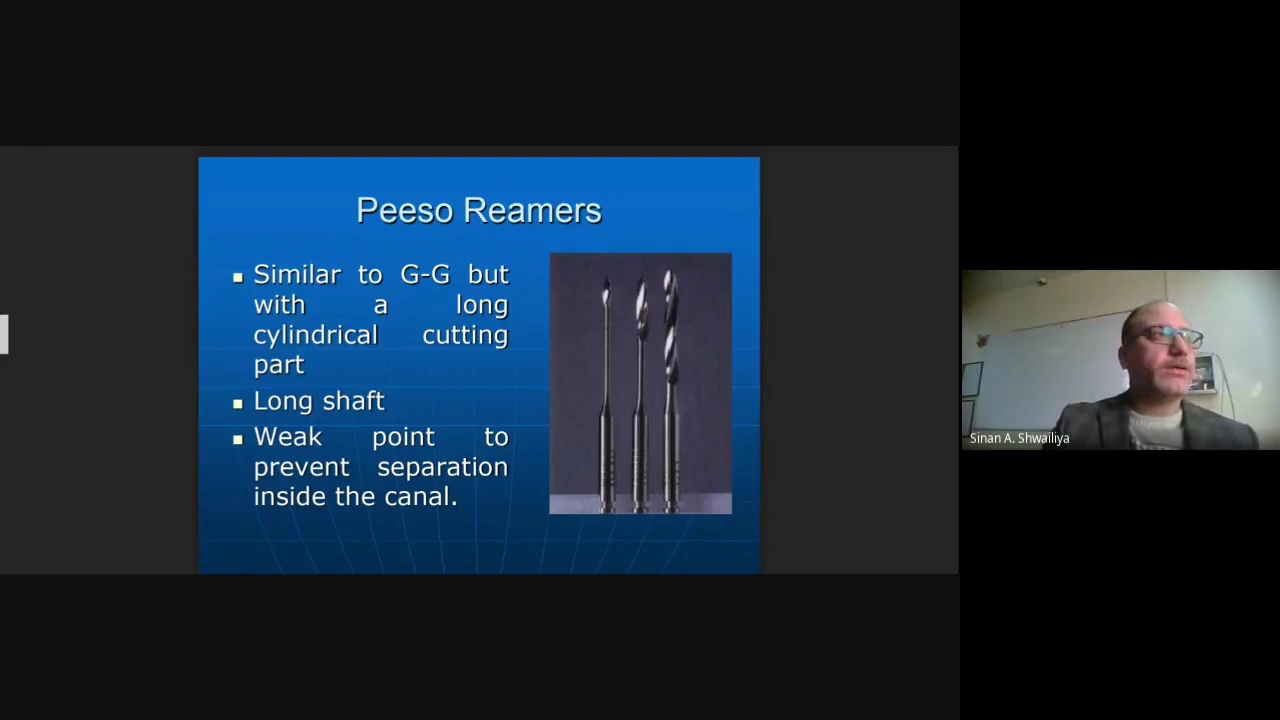 Peeso Reamers
▪ Similar to G-G but
with a long
cylindrical cutting
part
▪ Long shaft
▪ Weak point to
prevent separation
inside the canal.
Sinan A. Shwailiya